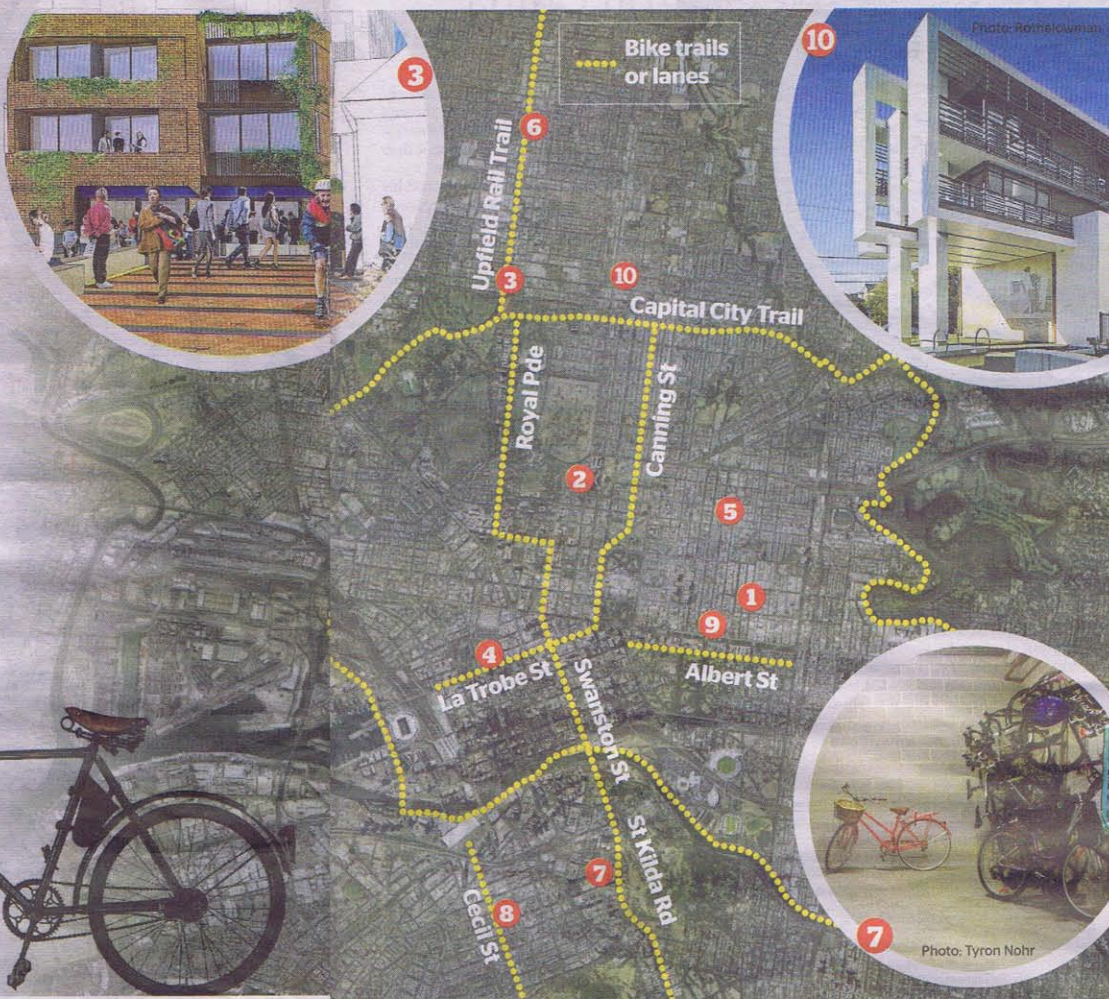 3
Bike trails
or lanes
10
Photo: Rothelowman
6
Upfield Rail Trail
3
10
Capital City Trail
Royal Pde
Canning St
2
5
1
9
4
La Trobe St
Albert St
Swanston St
St Kilda Rd
7
8
Cecil St
7
Photo: Tyron Nohr